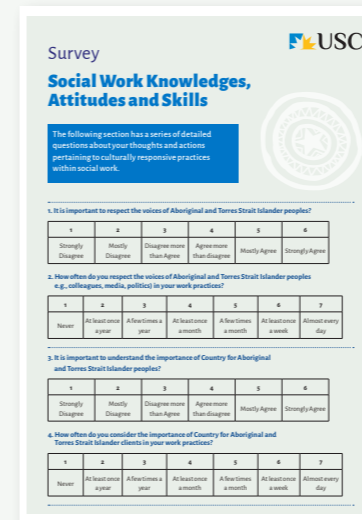 USC
Survey
Social Work Knowledges,
Attitudes and Skills
The following section has a series of detailed
questions about your thoughts and actions
pertaining to culturally responsive practices
within social work.
1. It is important to respect the voices of Aboriginal and Torres Strait Islander peoples?
1 2 3 4 5 6
Strongly Disagree Mostly Disagree Disagree more than Agree Agree more than disagree Mostly Agree Strongly Agree
2. How often do you respect the voices of Aboriginal and Torres Strait Islander peoples
e.g., colleagues, media, politics) in your work practices?
1 2 3 4 5 6 7
Never At least once a year A few times a year At least once a month A few times a month At least once a week Almost every day
3. It is important to understand the importance of Country for Aboriginal
and Torres Strait Islander peoples?
1 2 3 4 5 6
Strongly Disagree Mostly Disagree Disagree more than Agree Agree more than disagree Mostly Agree Strongly Agree
4. How often do you consider the importance of Country for Aboriginal and
Torres Strait Islander clients in your work practices?
1 2 3 4 5 6 7
Never At least once a year A few times a year At least once a month A few times a month At least once a week Almost every day